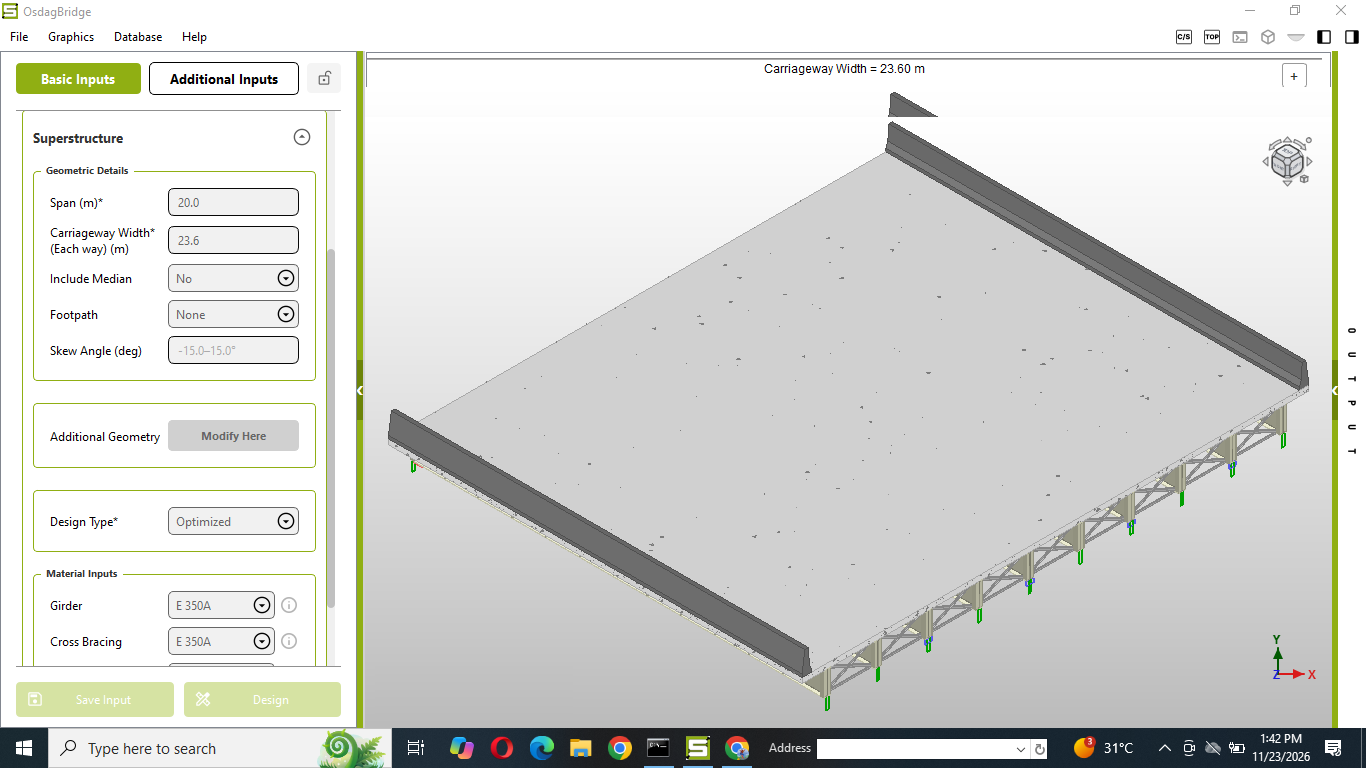 OsdagBridge
File Graphics Database Help
C/S TOP
Basic Inputs Additional Inputs
Carriageway Width = 23.60 m
+
Superstructure
Geometric Details
Span (m)* 20.0
Carriageway Width*
(Each way) (m) 23.6
Include Median No
Footpath None
Skew Angle (deg) -15.0–15.0°
Additional Geometry Modify Here
Design Type* Optimized
Material Inputs
Girder E 350A
Cross Bracing E 350A
Save Input Design
O
U
T
P
U
T
Y
Z X
Type here to search
Address
3 31°C
1:42 PM
11/23/2026